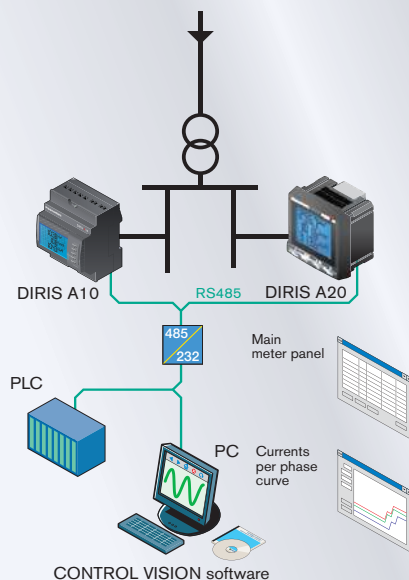 DIRIS A10
RS485
DIRIS A20
485
232
Main
meter panel
PLC
PC
Currents
per phase
curve
CONTROL VISION software